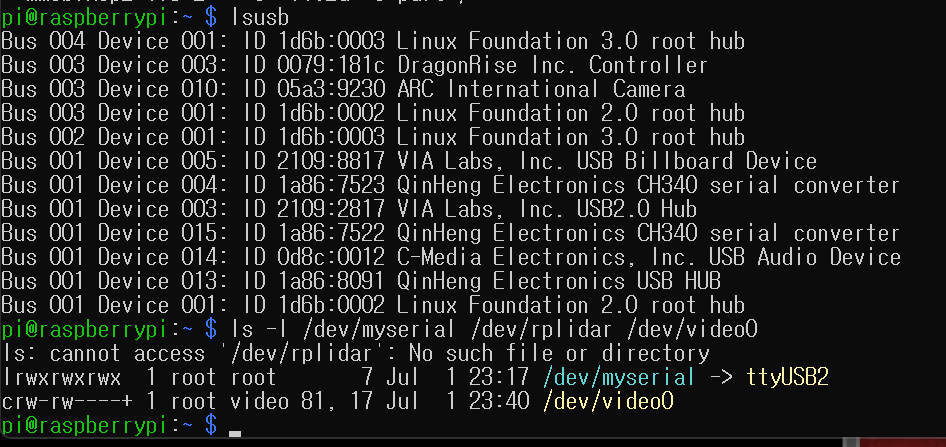 pi@raspberrypi:~ $ lsusb
Bus 004 Device 001: ID 1d6b:0003 Linux Foundation 3.0 root hub
Bus 003 Device 003: ID 0079:181c DragonRise Inc. Controller
Bus 003 Device 010: ID 05a3:9230 ARC International Camera
Bus 003 Device 001: ID 1d6b:0002 Linux Foundation 2.0 root hub
Bus 002 Device 001: ID 1d6b:0003 Linux Foundation 3.0 root hub
Bus 001 Device 005: ID 2109:8817 VIA Labs, Inc. USB Billboard Device
Bus 001 Device 004: ID 1a86:7523 QinHeng Electronics CH340 serial converter
Bus 001 Device 003: ID 2109:2817 VIA Labs, Inc. USB2.0 Hub
Bus 001 Device 015: ID 1a86:7522 QinHeng Electronics CH340 serial converter
Bus 001 Device 014: ID 0d8c:0012 C-Media Electronics, Inc. USB Audio Device
Bus 001 Device 013: ID 1a86:8091 QinHeng Electronics USB HUB
Bus 001 Device 001: ID 1d6b:0002 Linux Foundation 2.0 root hub
pi@raspberrypi:~ $ ls -l /dev/myserial /dev/rplidar /dev/video0
ls: cannot access '/dev/rplidar': No such file or directory
lrwxrwxrwx 1 root root 7 Jul 1 23:17 /dev/myserial -> ttyUSB2
crw-rw----+ 1 root video 81, 17 Jul 1 23:40 /dev/video0
pi@raspberrypi:~ $